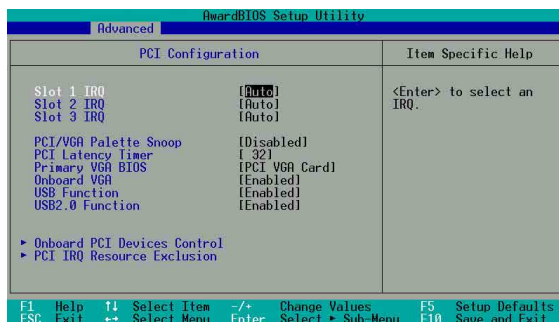 AwardBIOS Setup Utility
Advanced
PCI Configuration
Item Specific Help
Slot 1 IRQ [Auto]
Slot 2 IRQ [Auto]
Slot 3 IRQ [Auto]
<Enter> to select an
IRQ.
PCI/VGA Palette Snoop [Disabled]
PCI Latency Timer [ 32]
Primary VGA BIOS [PCI VGA Card]
Onboard VGA [Enabled]
USB Function [Enabled]
USB2.0 Function [Enabled]
▸ Onboard PCI Devices Control
▸ PCI IRQ Resource Exclusion
F1 Help ↑↓ Select Item -/+ Change Values F5 Setup Defaults
ESC Exit ↔ Select Menu Enter Select ▸ Sub-Menu F10 Save and Exit